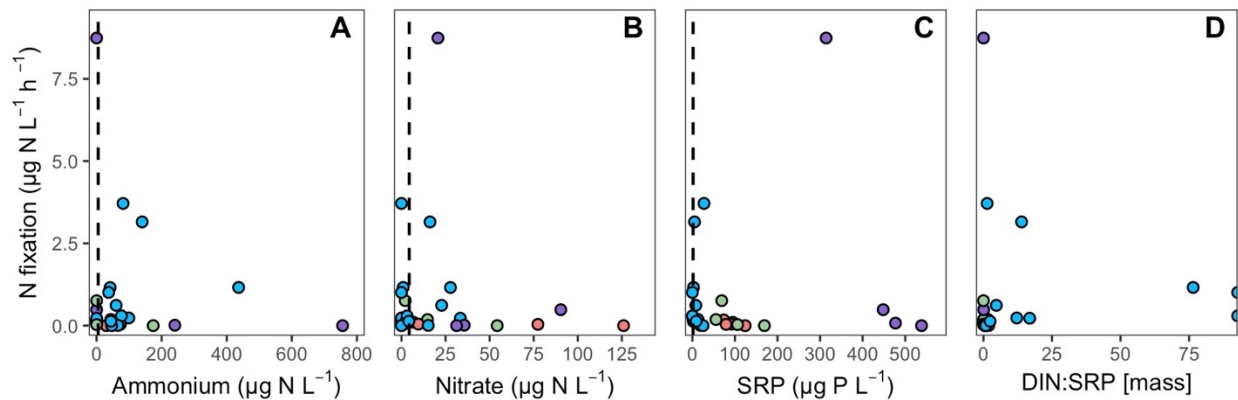 A
B
C
D
N fixation (µg N L⁻¹ h⁻¹)
7.5
5.0
2.5
0.0
0 200 400 600 800
0 25 50 75 100 125
0 100 200 300 400 500
0 25 50 75
Ammonium (µg N L⁻¹)
Nitrate (µg N L⁻¹)
SRP (µg P L⁻¹)
DIN:SRP [mass]